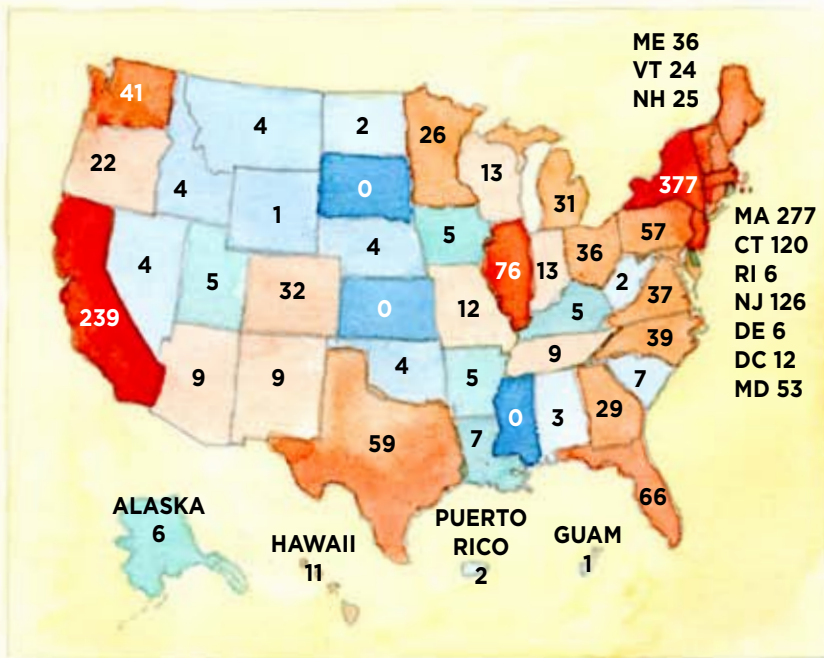 ME 36
VT 24
NH 25
41
4
2
26
22
13
0
377
4
1
31
MA 277
CT 120
RI 6
NJ 126
DE 6
DC 12
MD 53
5
57
4
36
4
76
13
2
5
32
37
239
0
12
5
39
9
9
9
4
5
7
0
3
29
59
7
66
ALASKA
6
HAWAII
11
PUERTO
RICO
2
GUAM
1